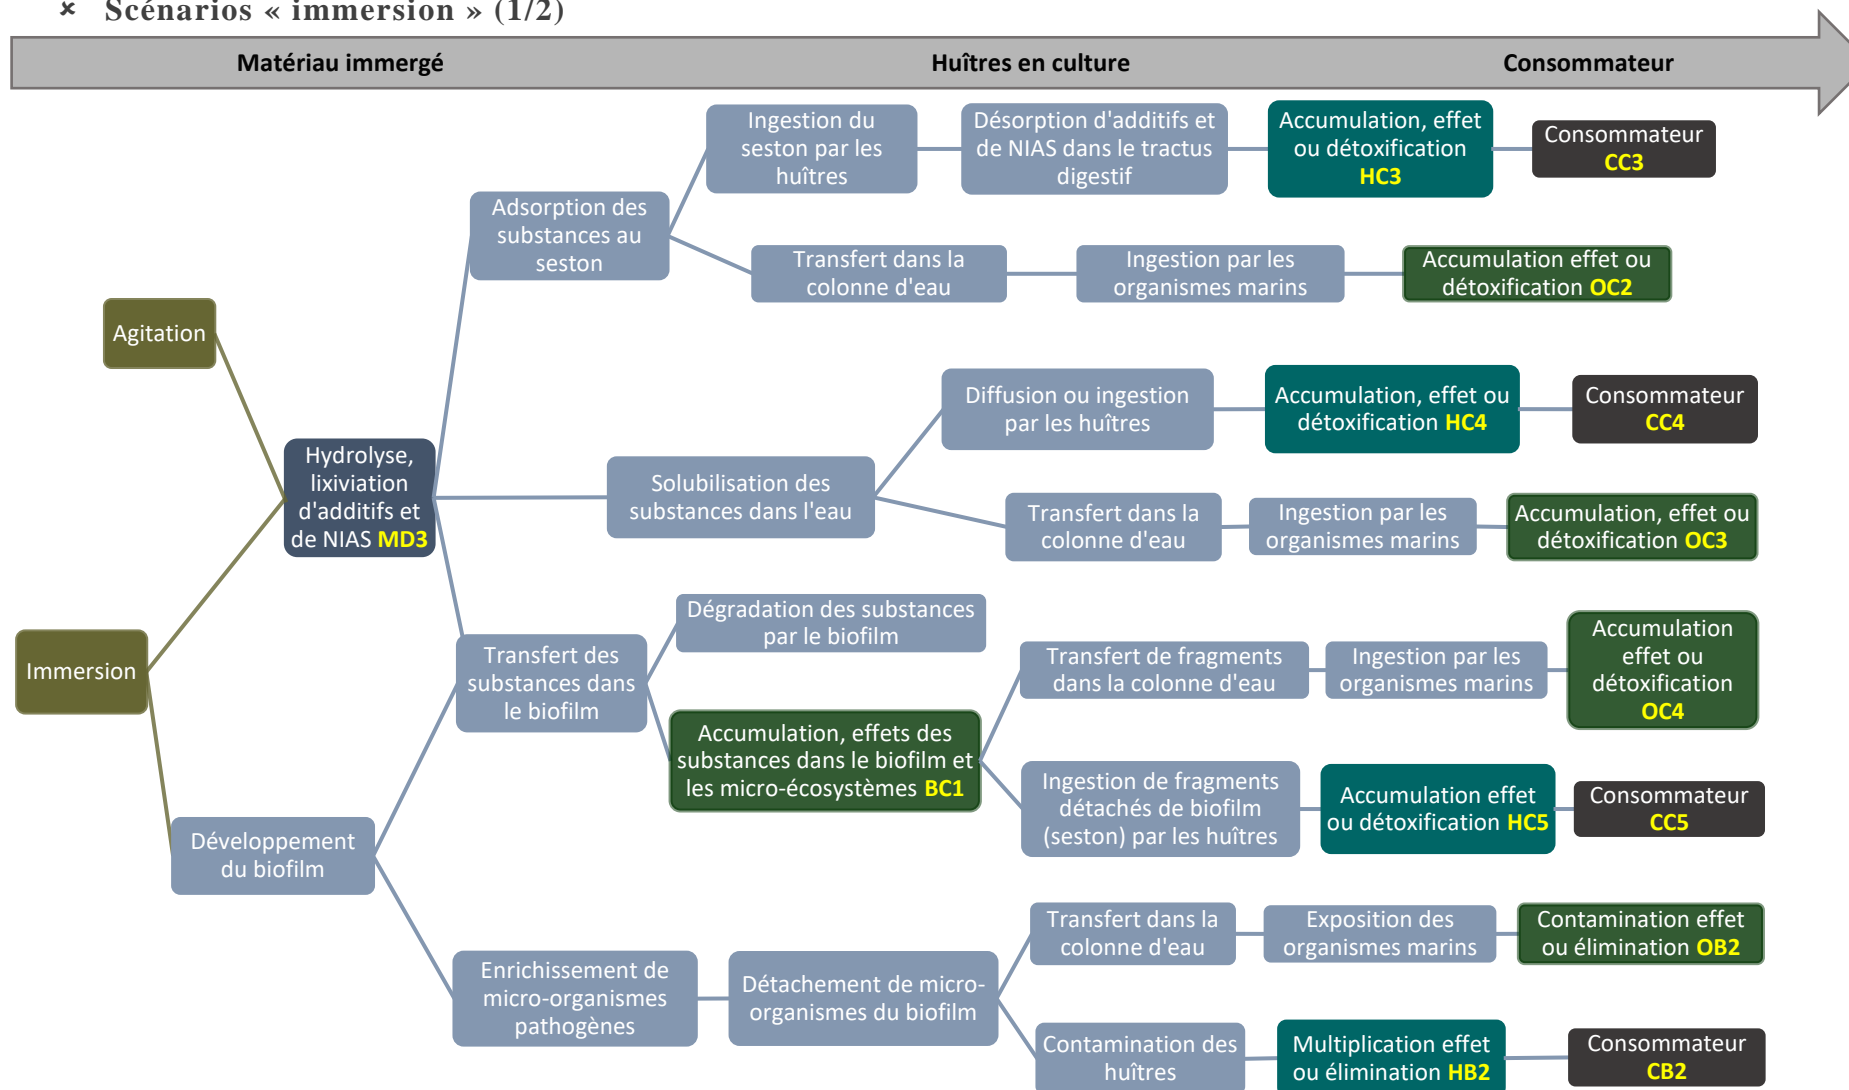 × Scénarios « immersion » (1/2)
Matériau immergé
Huîtres en culture
Consommateur
Ingestion du
seston par les
huîtres
Désorption d'additifs et
de NIAS dans le tractus
digestif
Accumulation, effet
ou détoxification
HC3
Consommateur
CC3
Adsorption des
substances au
seston
Transfert dans la
colonne d'eau
Ingestion par les
organismes marins
Accumulation effet ou
détoxification OC2
Agitation
Diffusion ou ingestion
par les huîtres
Accumulation, effet ou
détoxification HC4
Consommateur
CC4
Hydrolyse,
lixiviation
d'additifs et
de NIAS MD3
Solubilisation des
substances dans l'eau
Transfert dans la
colonne d'eau
Ingestion par les
organismes marins
Accumulation, effet ou
détoxification OC3
Immersion
Transfert des
substances dans
le biofilm
Dégradation des substances
par le biofilm
Accumulation, effets des
substances dans le biofilm et
les micro-écosystèmes BC1
Transfert de fragments
dans la colonne d'eau
Ingestion par les
organismes marins
Accumulation
effet ou
détoxification
OC4
Ingestion de fragments
détachés de biofilm
(seston) par les huîtres
Accumulation effet
ou détoxification HC5
Consommateur
CC5
Développement
du biofilm
Enrichissement de
micro-organismes
pathogènes
Détachement de micro-
organismes du biofilm
Transfert dans la
colonne d'eau
Exposition des
organismes marins
Contamination effet
ou élimination OB2
Contamination des
huîtres
Multiplication effet
ou élimination HB2
Consommateur
CB2